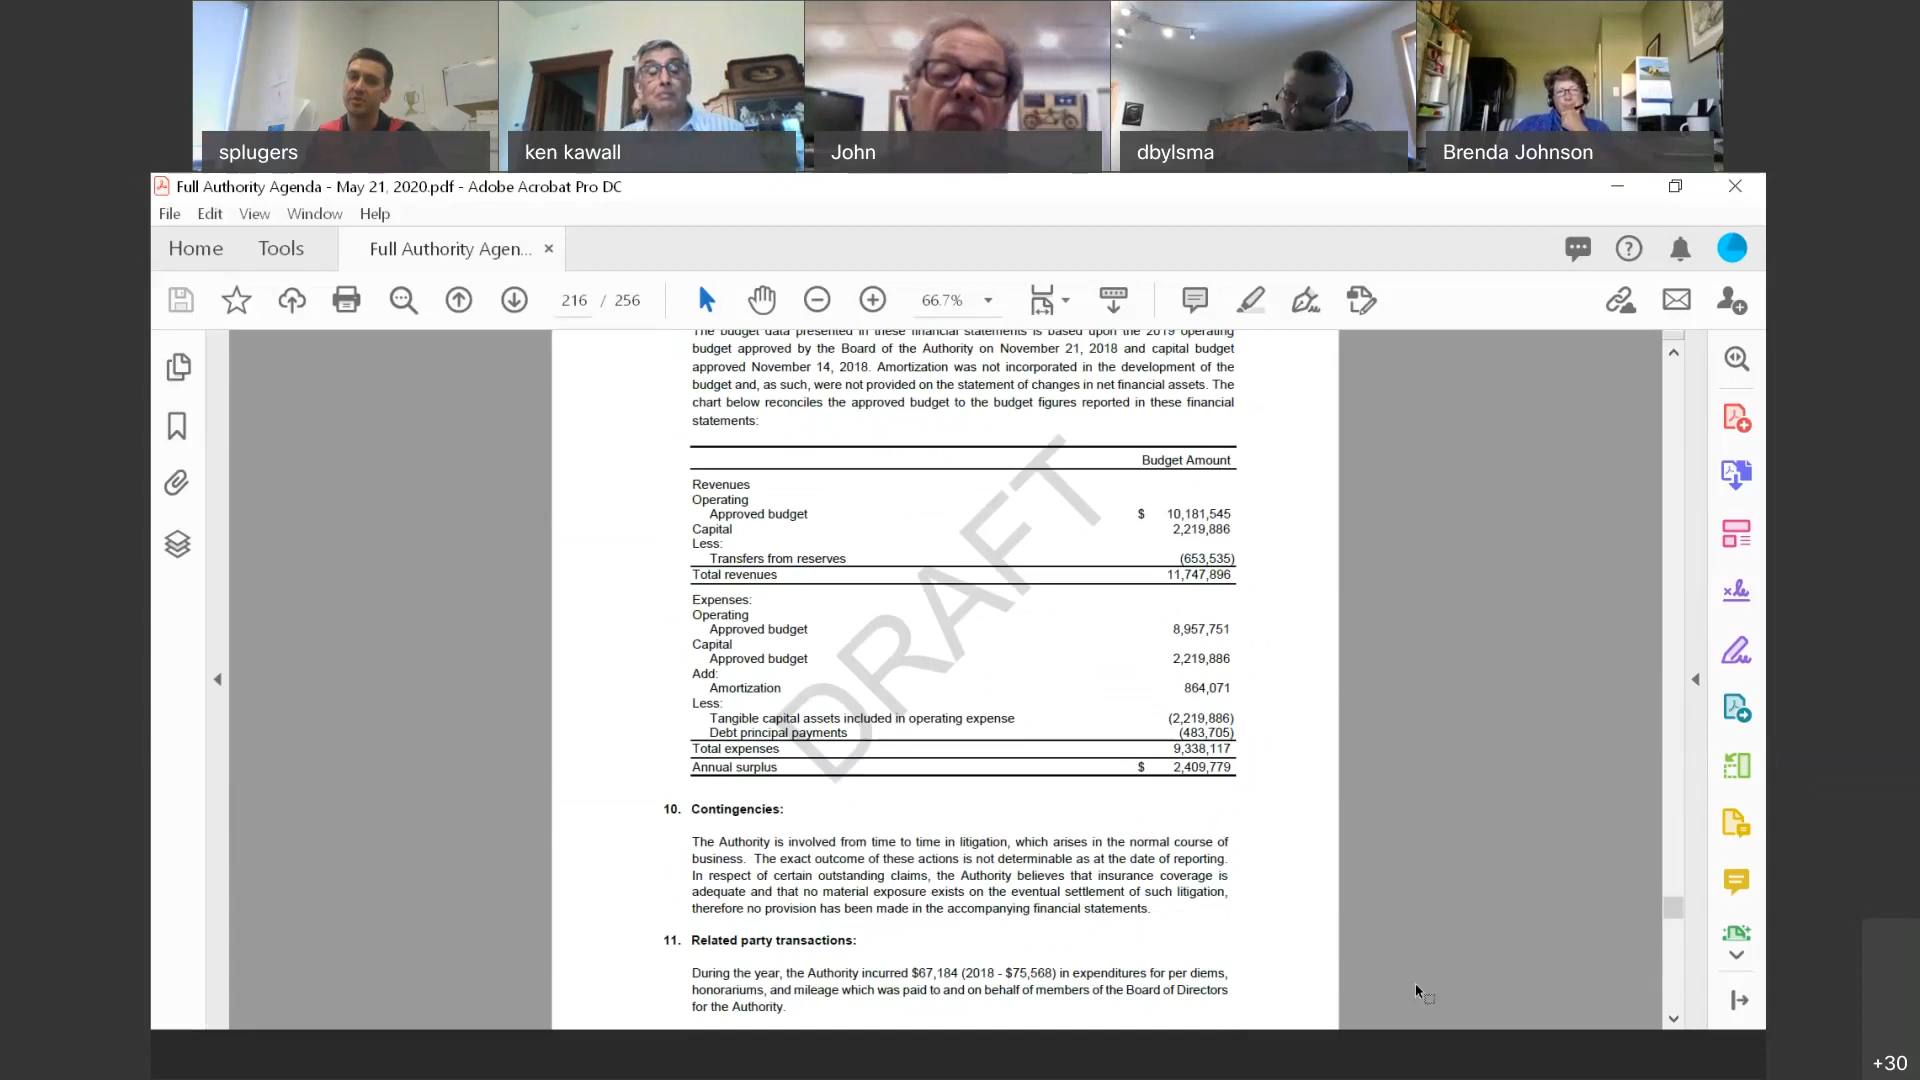 splugers
ken kawall
John
dbylsma
Brenda Johnson
Full Authority Agenda - May 21, 2020.pdf - Adobe Acrobat Pro DC
File Edit View Window Help
Home Tools Full Authority Agen... ×
216 / 256 66.7%
The budget data presented in these financial statements is based upon the 2019 operating
budget approved by the Board of the Authority on November 21, 2018 and capital budget
approved November 14, 2018. Amortization was not incorporated in the development of the
budget and, as such, were not provided on the statement of changes in net financial assets. The
chart below reconciles the approved budget to the budget figures reported in these financial
statements:
Budget Amount
Revenues
Operating
Approved budget $ 10,181,545
Capital 2,219,886
Less:
Transfers from reserves (653,535)
Total revenues 11,747,896
Expenses:
Operating
Approved budget 8,957,751
Capital
Approved budget 2,219,886
Add:
Amortization 864,071
Less:
Tangible capital assets included in operating expense (2,219,886)
Debt principal payments (483,705)
Total expenses 9,338,117
Annual surplus $ 2,409,779
DRAFT
10. Contingencies:
The Authority is involved from time to time in litigation, which arises in the normal course of
business. The exact outcome of these actions is not determinable as at the date of reporting.
In respect of certain outstanding claims, the Authority believes that insurance coverage is
adequate and that no material exposure exists on the eventual settlement of such litigation,
therefore no provision has been made in the accompanying financial statements.
11. Related party transactions:
During the year, the Authority incurred $67,184 (2018 - $75,568) in expenditures for per diems,
honorariums, and mileage which was paid to and on behalf of members of the Board of Directors
for the Authority.
+30